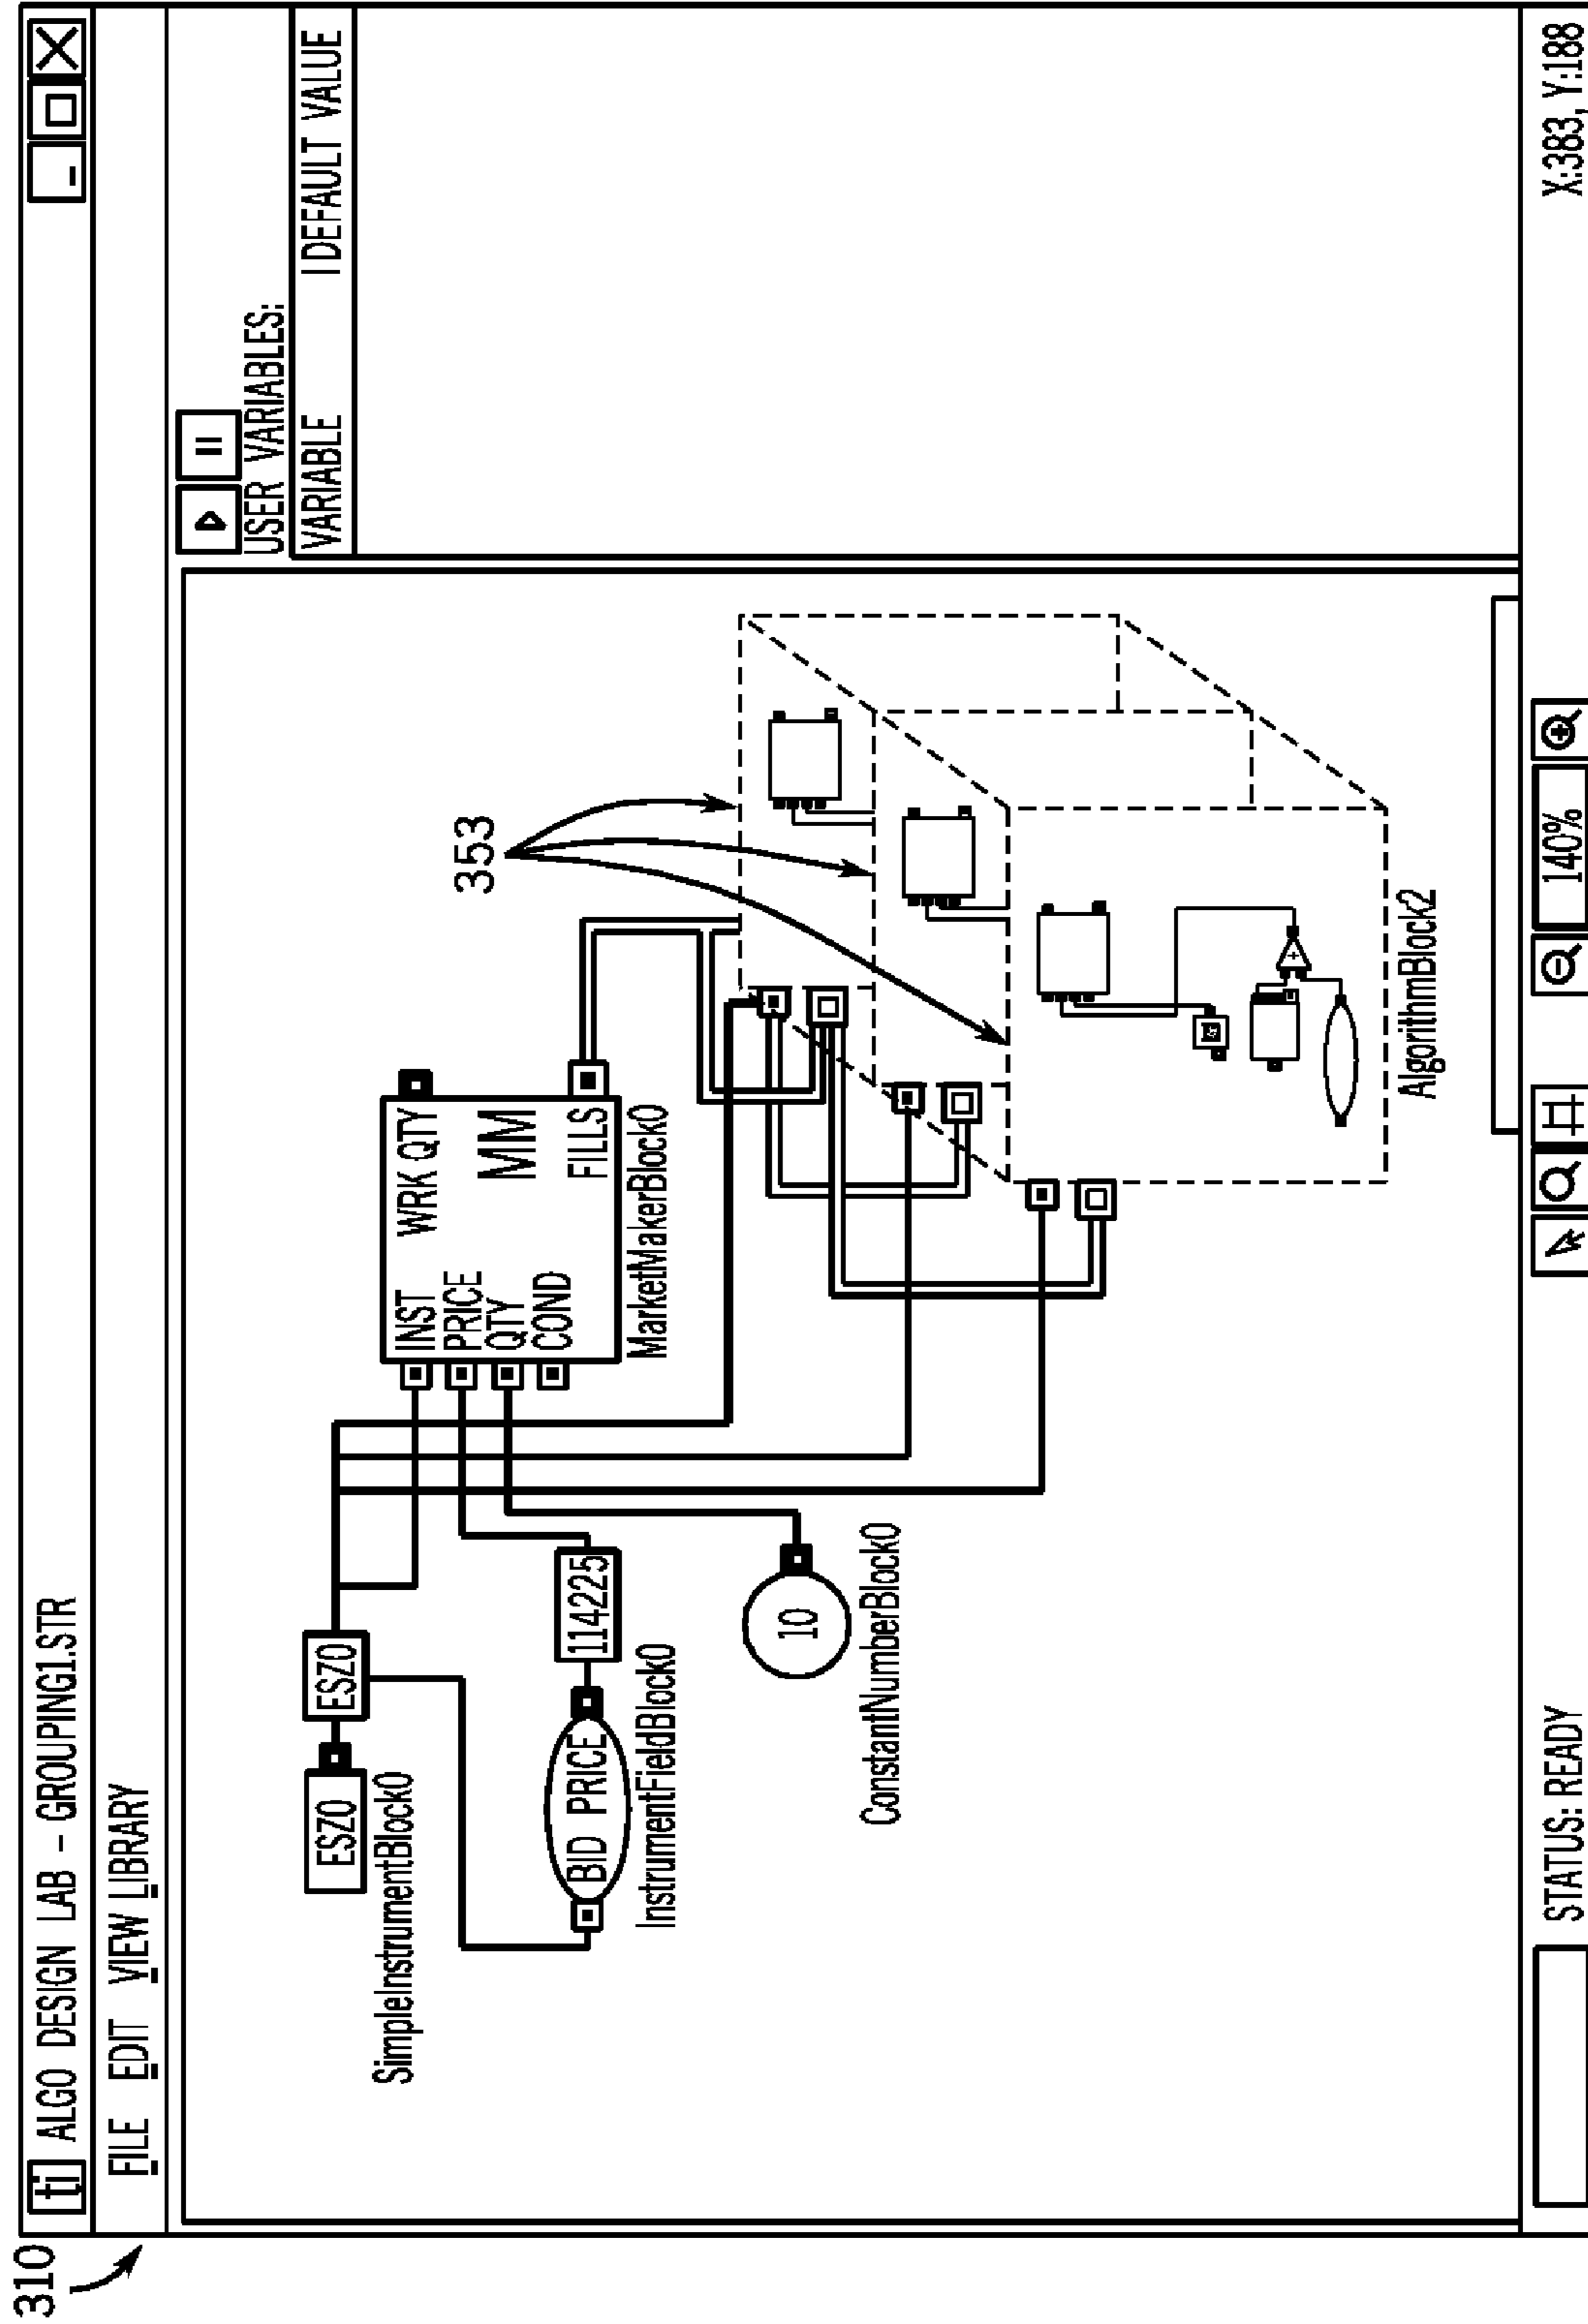 310
ti ALGO DESIGN LAB – GROUPING1.STR
FILE EDIT VIEW LIBRARY
USER VARIABLES:
VARIABLE | DEFAULT VALUE
ESZ0
ESZ0
SimpleInstrumentBlock0
INST
WRK QTY
PRICE
QTY
MM
COND
FILLS
MarketMakerBlock0
353
BID PRICE
114225
InstrumentFieldBlock0
10
ConstantNumberBlock0
+
AlgorithmBlock2
STATUS: READY
140%
X:383, Y:188